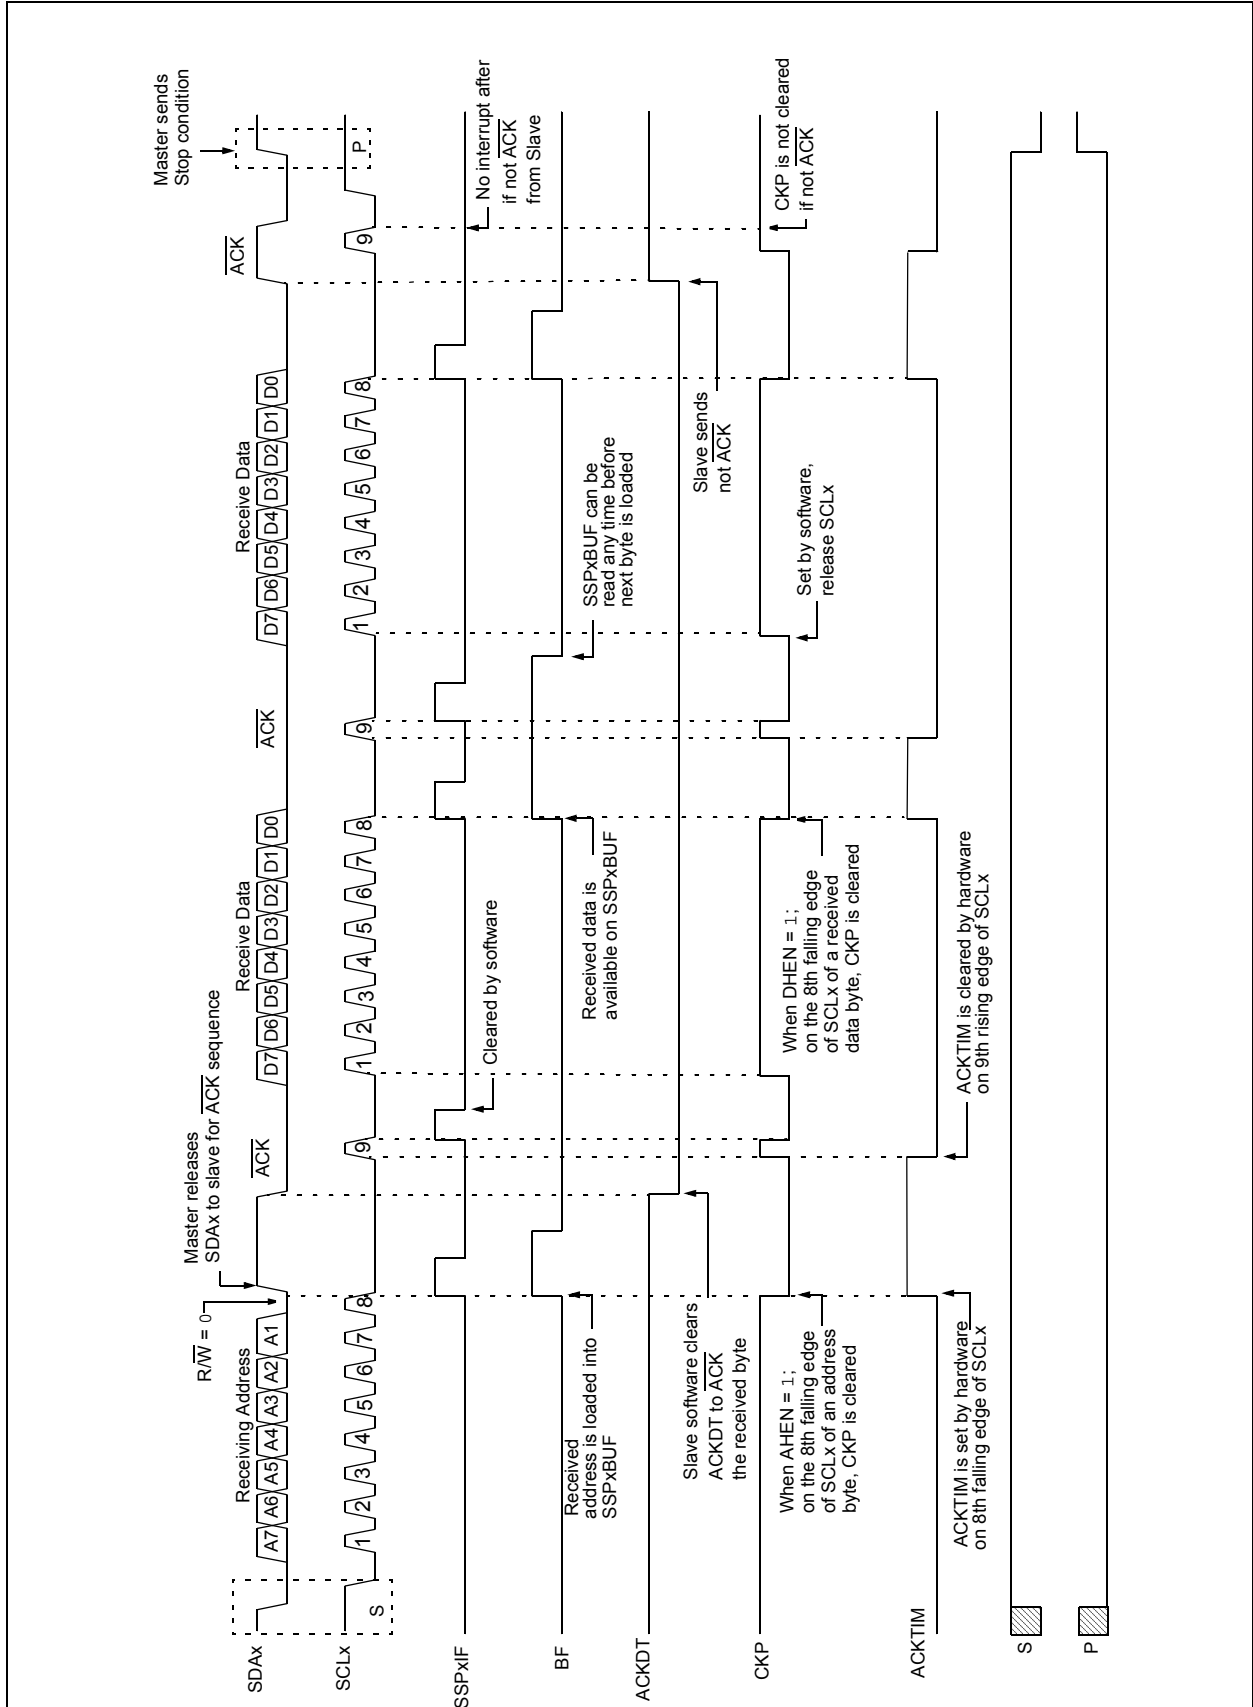 Master sends
Stop condition
Master releases
SDAx to slave for ACK sequence
R/W = 0
Receiving Address
Receive Data
Receive Data
ACK
ACK
ACK
SDAx
A7 A6 A5 A4 A3 A2 A1
D7 D6 D5 D4 D3 D2 D1 D0
D7 D6 D5 D4 D3 D2 D1 D0
SCLx
S
1 2 3 4 5 6 7 8 9
1 2 3 4 5 6 7 8 9
1 2 3 4 5 6 7 8 9
P
SSPxIF
Cleared by software
No interrupt after
if not ACK
from Slave
BF
Received
address is loaded into
SSPxBUF
Received data is
available on SSPxBUF
SSPxBUF can be
read any time before
next byte is loaded
ACKDT
Slave software clears
ACKDT to ACK
the received byte
Slave sends
not ACK
CKP
When AHEN = 1;
on the 8th falling edge
of SCLx of an address
byte, CKP is cleared
When DHEN = 1;
on the 8th falling edge
of SCLx of a received
data byte, CKP is cleared
Set by software,
release SCLx
CKP is not cleared
if not ACK
ACKTIM
ACKTIM is set by hardware
on 8th falling edge of SCLx
ACKTIM is cleared by hardware
on 9th rising edge of SCLx
S
P